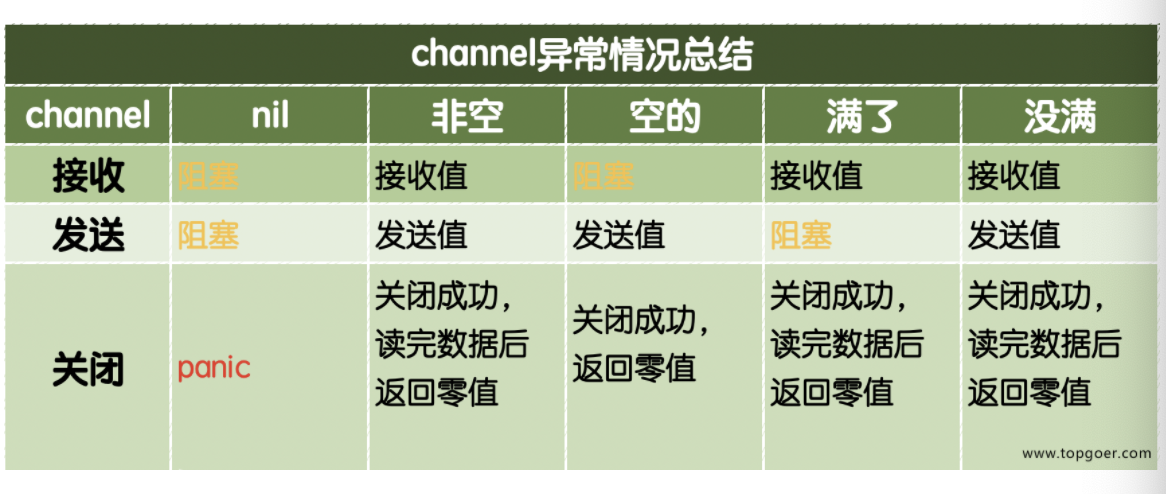 channel异常情况总结
channel nil 非空 空的 满了 没满
接收 阻塞 接收值 阻塞 接收值 接收值
发送 阻塞 发送值 发送值 阻塞 发送值
关闭 panic 关闭成功，读完数据后返回零值 关闭成功，返回零值 关闭成功，读完数据后返回零值 关闭成功，读完数据后返回零值
www.topgoer.com